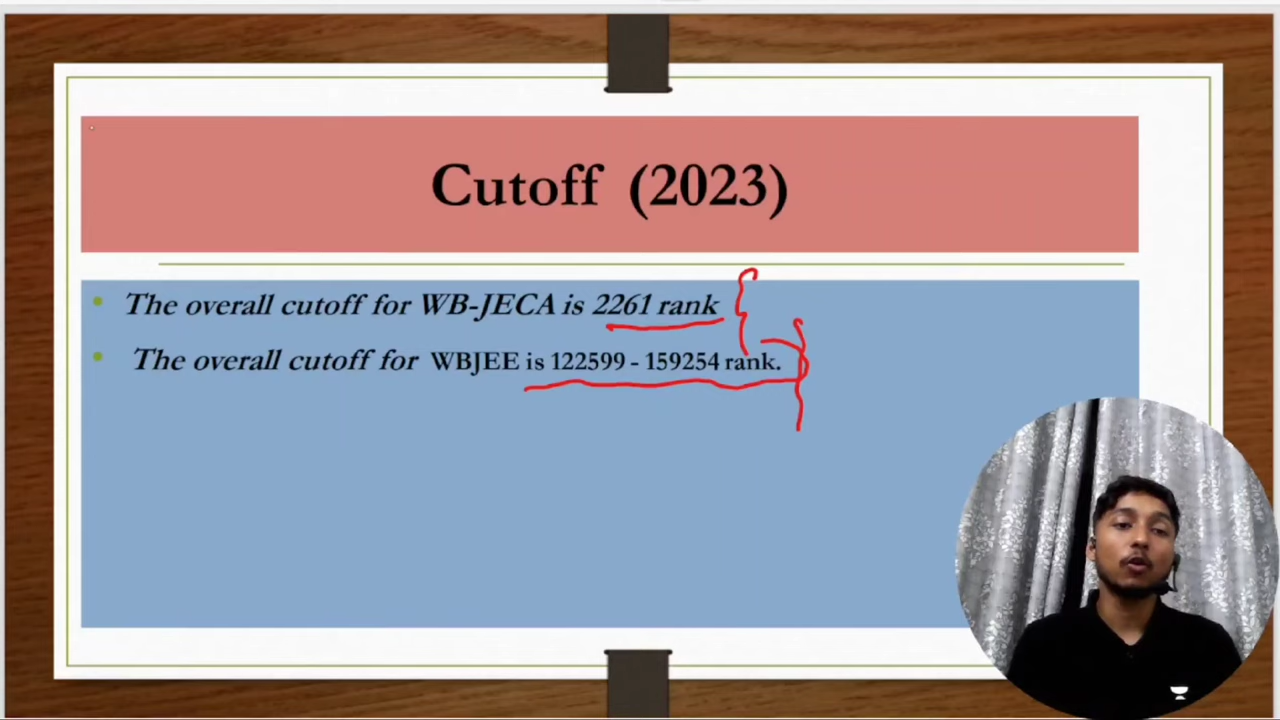 Cutoff (2023)
The overall cutoff for WB-JECA is 2261 rank
The overall cutoff for WBJEE is 122599 - 159254 rank.